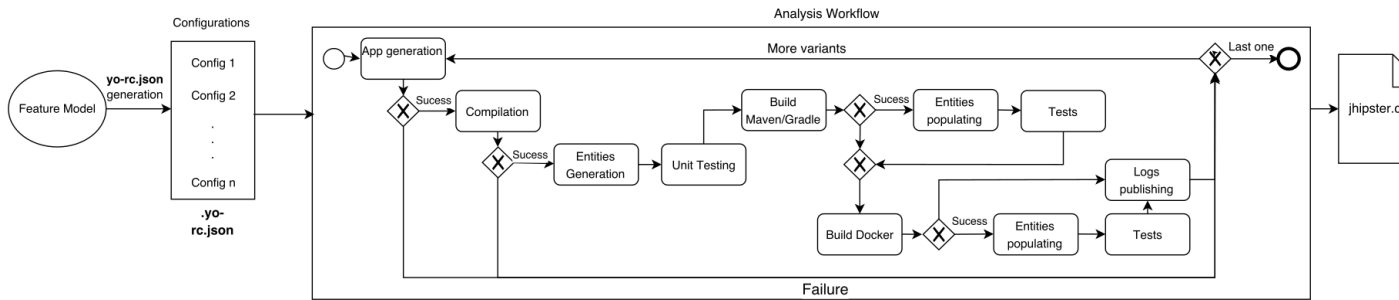 Analysis Workflow
Configurations
Feature Model
yo-rc.json
generation
Config 1
Config 2
.
.
.
Config n
.yo-
rc.json
App generation
More variants
Last one
Sucess
Compilation
Sucess
Entities
Generation
Unit Testing
Build
Maven/Gradle
Sucess
Entities
populating
Tests
Build Docker
Sucess
Entities
populating
Tests
Logs
publishing
Failure